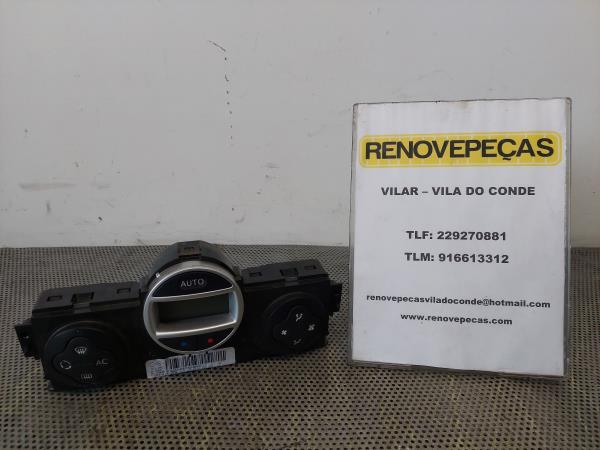 AUTO
AC
RENOVEPEÇAS
VILAR – VILA DO CONDE
TLF: 229270881
TLM: 916613312
renovepecasviladoconde@hotmail.com
www.renovepecas.com